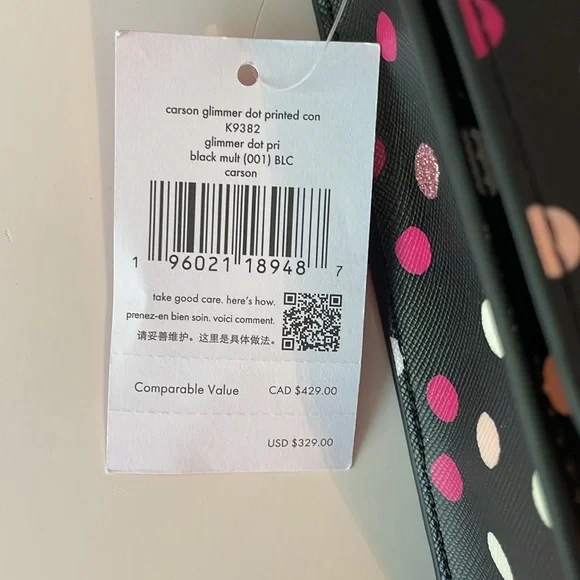 carson glimmer dot printed con
K9382
glimmer dot pri
black mult (001) BLC
carson
1 96021 18948 7
take good care. here's how.
prenez-en bien soin. voici comment.
请妥善维护。这里是具体做法。
Comparable Value CAD $429.00
USD $329.00